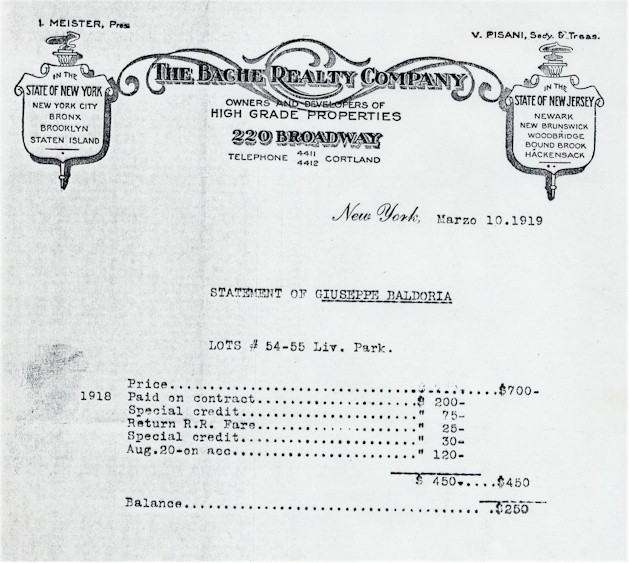 I. MEISTER, Pres.
V. PISANI, Secy. & Treas.
THE BACHE REALTY COMPANY
OWNERS AND DEVELOPERS OF
HIGH GRADE PROPERTIES
220 BROADWAY
TELEPHONE 4411 4412 CORTLAND
IN THE
STATE OF NEW YORK
NEW YORK CITY
BRONX
BROOKLYN
STATEN ISLAND
IN THE
STATE OF NEW JERSEY
NEWARK
NEW BRUNSWICK
WOODBRIDGE
BOUND BROOK
HACKENSACK
New York, Marzo 10.1919
STATEMENT OF GIUSEPPE BALDORIA
LOTS # 54-55 Liv. Park.
Price..........$700-
1918 Paid on contract..........$ 200-
Special credit.........." 75-
Return R.R. Fare.........." 25-
Special credit.........." 30-
Aug.20-on acc.........." 120-
$ 450.....$450
Balance..........$250